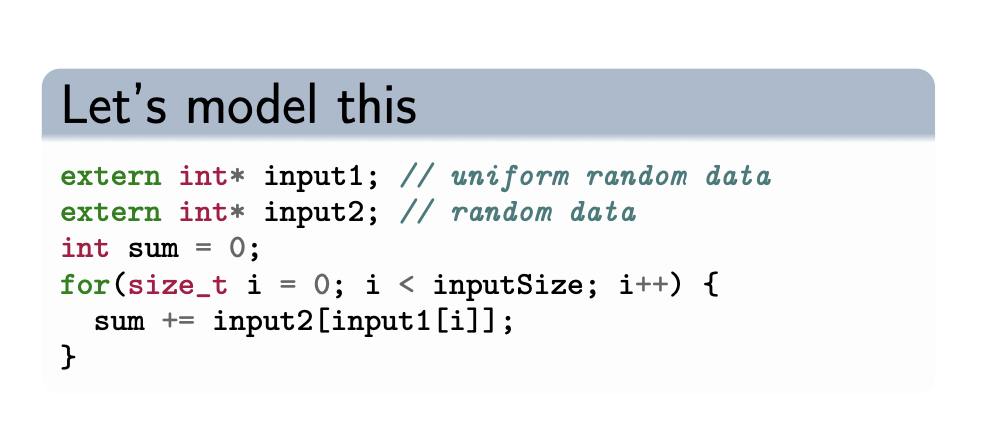 Let's model this
extern int* input1; // uniform random data
extern int* input2; // random data
int sum = 0;
for(size_t i = 0; i < inputSize; i++) {
  sum += input2[input1[i]];
}